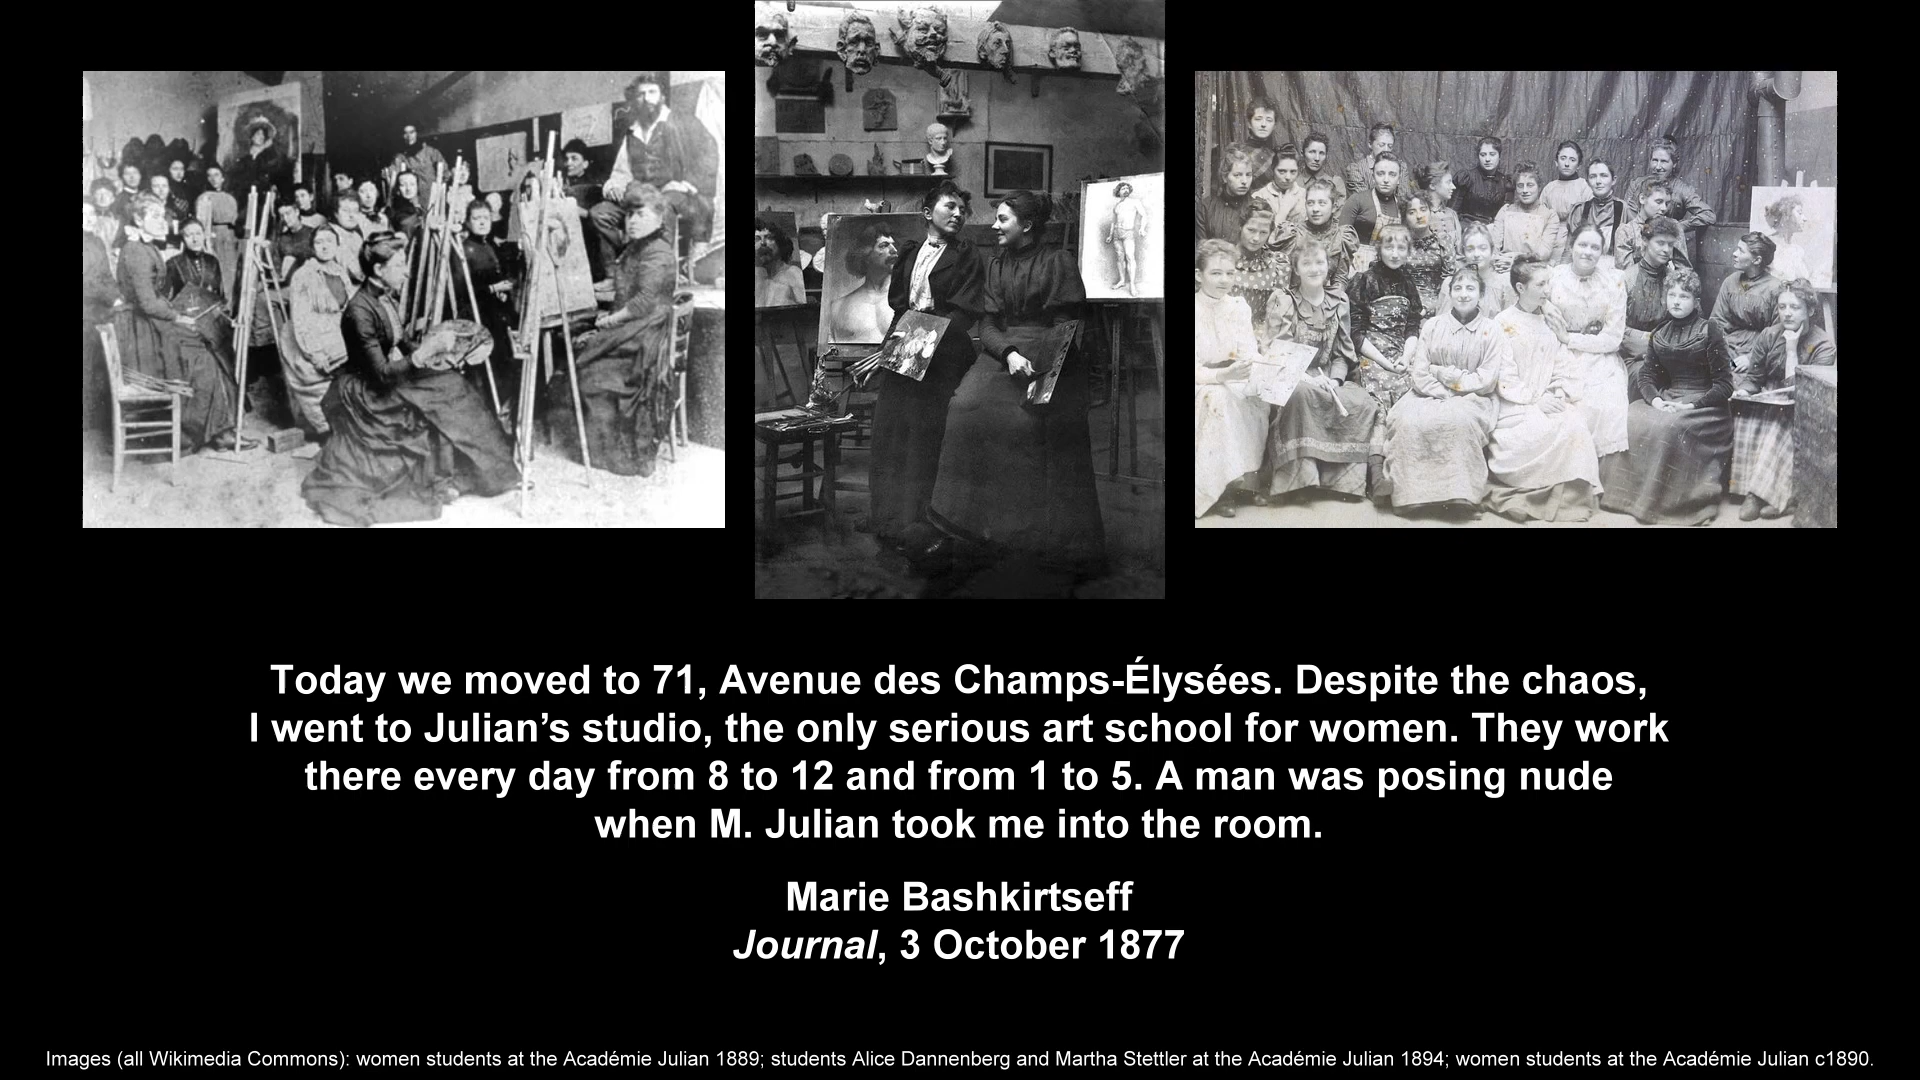 Today we moved to 71, Avenue des Champs-Élysées. Despite the chaos,
I went to Julian’s studio, the only serious art school for women. They work
there every day from 8 to 12 and from 1 to 5. A man was posing nude
when M. Julian took me into the room.
Marie Bashkirtseff
Journal, 3 October 1877
Images (all Wikimedia Commons): women students at the Académie Julian 1889; students Alice Dannenberg and Martha Stettler at the Académie Julian 1894; women students at the Académie Julian c1890.